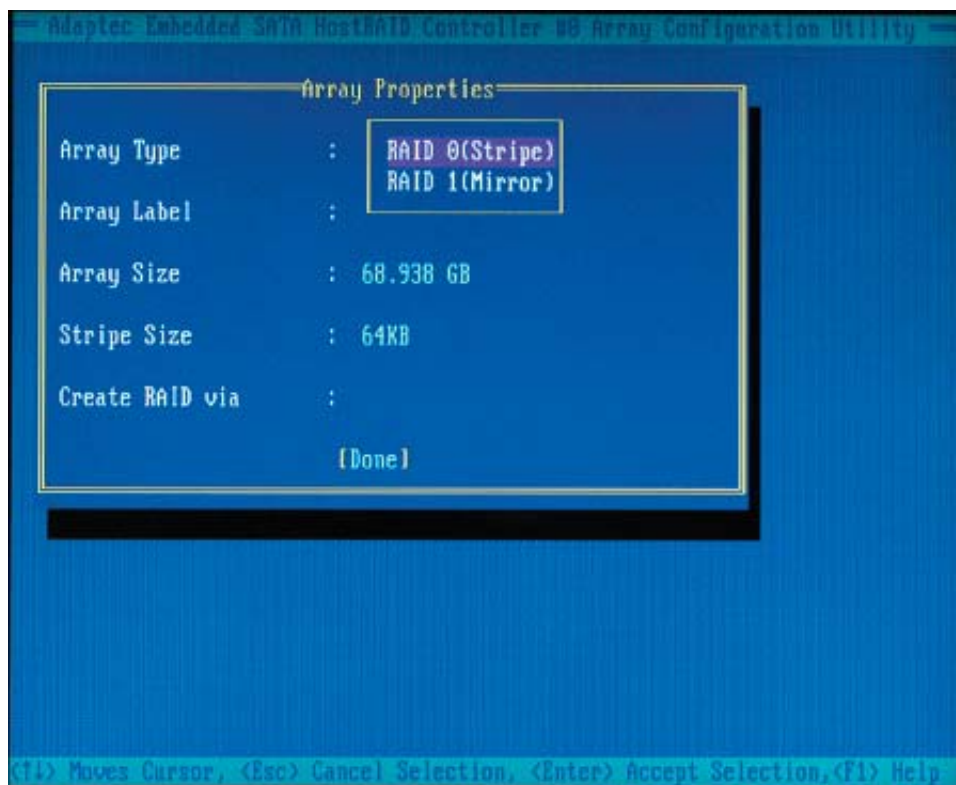 Adaptec Embedded SATA HostRAID Controller #0 Array Configuration Utility
Array Properties
Array Type : RAID 0(Stripe)
RAID 1(Mirror)
Array Label :
Array Size : 68.938 GB
Stripe Size : 64KB
Create RAID via :
[Done]
<↑↓> Moves Cursor, <Esc> Cancel Selection, <Enter> Accept Selection,<F1> Help